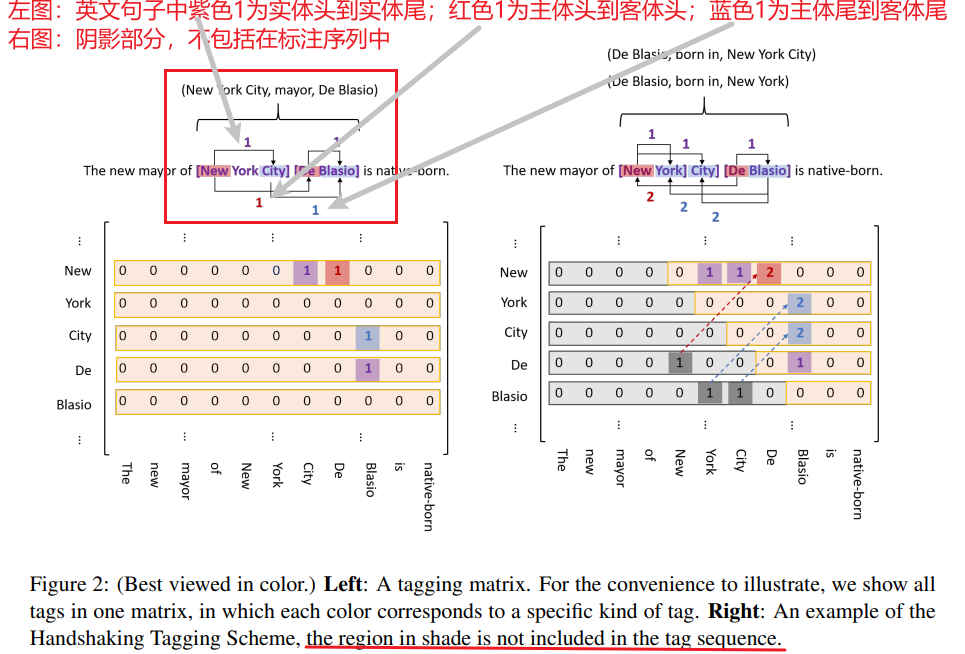 左图：英文句子中紫色1为实体头到实体尾；红色1为主体头到客体头；蓝色1为主体尾到客体尾
右图：阴影部分，不包括在标注序列中
(New York City, mayor, De Blasio)
1 1
The new mayor of [New York City] [De Blasio] is native-born.
1
1
⋮ ⋮ ⋮ ⋮
New 0 0 0 0 0 0 1 1 0 0 0
York 0 0 0 0 0 0 0 0 0 0 0
City 0 0 0 0 0 0 0 0 1 0 0
De 0 0 0 0 0 0 0 0 1 0 0
Blasio 0 0 0 0 0 0 0 0 0 0 0
⋮ ⋮ ⋮ ⋮
The new mayor of New York City De Blasio is native-born
(De Blasio, born in, New York City)
(De Blasio, born in, New York)
1 1 1
The new mayor of [New York] City] [De Blasio] is native-born.
2
2
2
⋮ ⋮ ⋮ ⋮
New 0 0 0 0 0 1 1 2 0 0 0
York 0 0 0 0 0 0 0 0 2 0 0
City 0 0 0 0 0 0 0 0 2 0 0
De 0 0 0 0 1 0 0 0 1 0 0
Blasio 0 0 0 0 0 1 1 0 0 0 0
⋮ ⋮ ⋮ ⋮
The new mayor of New York City De Blasio is native-born
Figure 2: (Best viewed in color.) Left: A tagging matrix. For the convenience to illustrate, we show all
tags in one matrix, in which each color corresponds to a specific kind of tag. Right: An example of the
Handshaking Tagging Scheme, the region in shade is not included in the tag sequence.